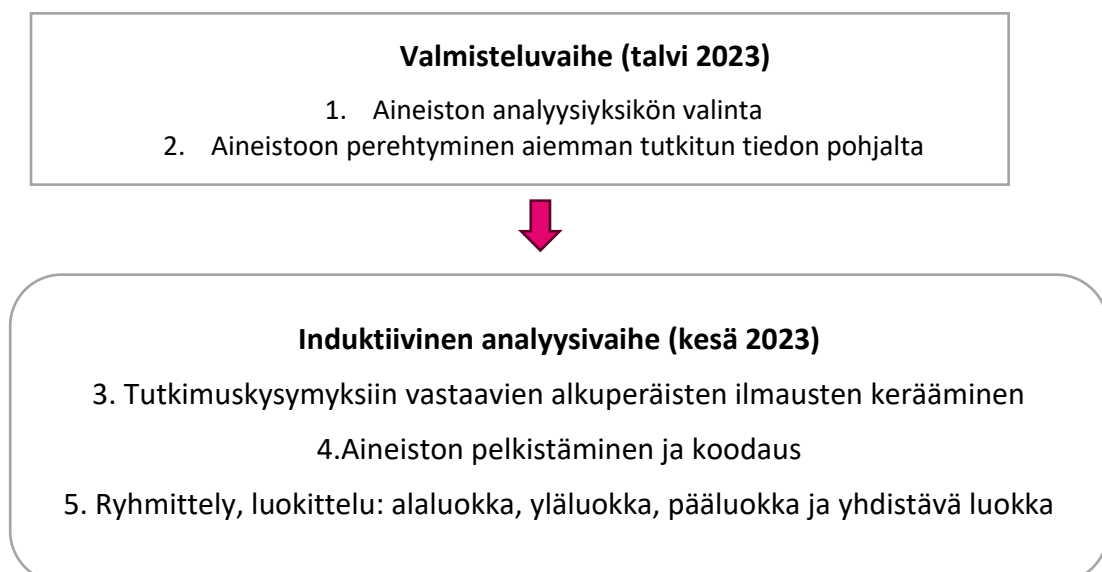 Valmisteluvaihe (talvi 2023)
1. Aineiston analyysiyksikön valinta
2. Aineistoon perehtyminen aiemman tutkitun tiedon pohjalta
Induktiivinen analyysivaihe (kesä 2023)
3. Tutkimuskysymyksiin vastaavien alkuperäisten ilmausten kerääminen
4.Aineiston pelkistäminen ja koodaus
5. Ryhmittely, luokittelu: alaluokka, yläluokka, pääluokka ja yhdistävä luokka